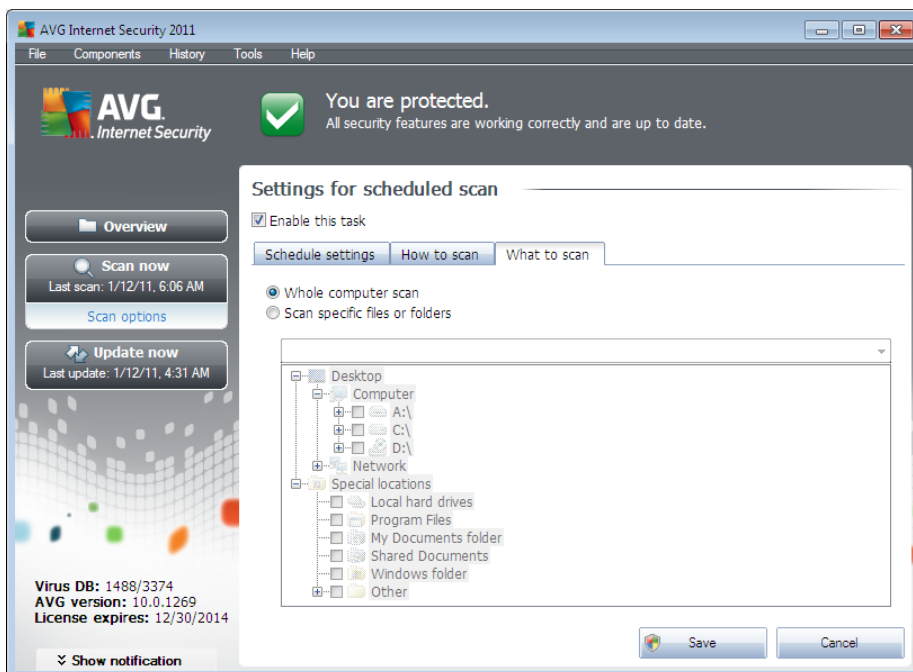 AVG Internet Security 2011
File Components History Tools Help
AVG.
Internet Security
You are protected.
All security features are working correctly and are up to date.
Overview
Scan now
Last scan: 1/12/11, 6:06 AM
Scan options
Update now
Last update: 1/12/11, 4:31 AM
Virus DB: 1488/3374
AVG version: 10.0.1269
License expires: 12/30/2014
Show notification
Settings for scheduled scan
Enable this task
Schedule settings How to scan What to scan
Whole computer scan
Scan specific files or folders
Desktop
Computer
A:\
C:\
D:\
Network
Special locations
Local hard drives
Program Files
My Documents folder
Shared Documents
Windows folder
Other
Save Cancel